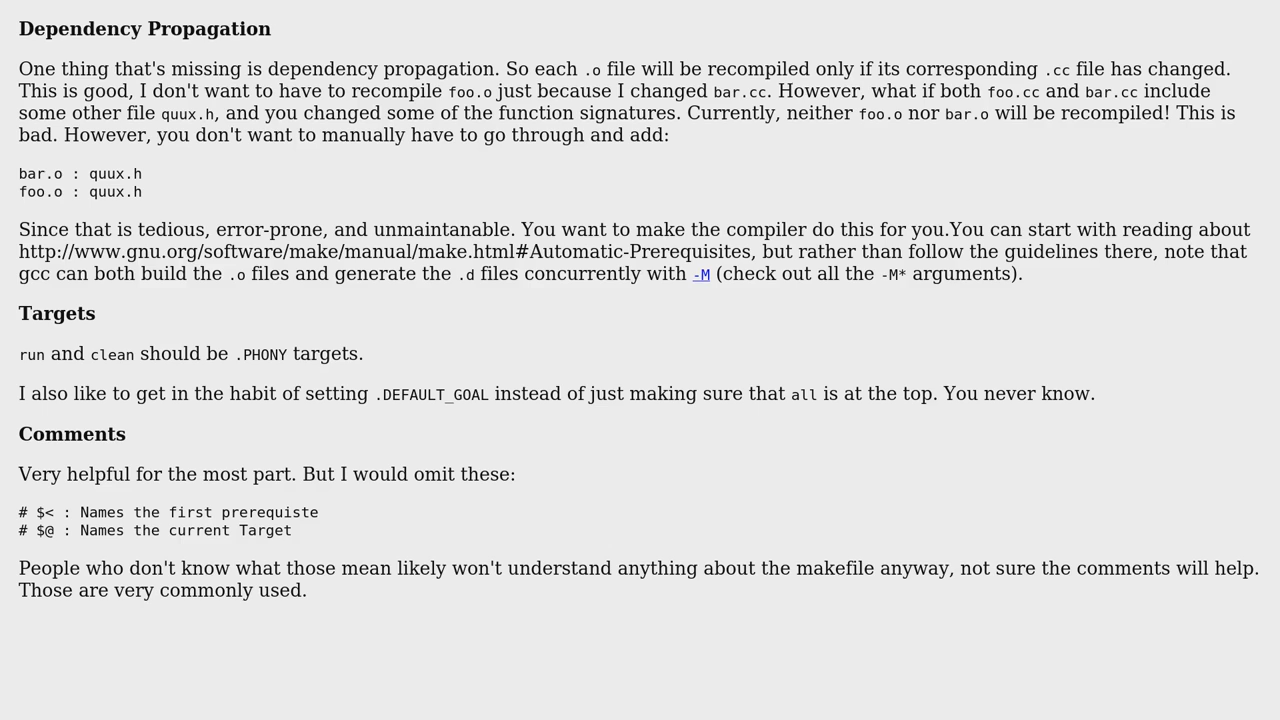 Dependency Propagation
One thing that's missing is dependency propagation. So each .o file will be recompiled only if its corresponding .cc file has changed.
This is good, I don't want to have to recompile foo.o just because I changed bar.cc. However, what if both foo.cc and bar.cc include
some other file quux.h, and you changed some of the function signatures. Currently, neither foo.o nor bar.o will be recompiled! This is
bad. However, you don't want to manually have to go through and add:
bar.o : quux.h
foo.o : quux.h
Since that is tedious, error-prone, and unmaintanable. You want to make the compiler do this for you.You can start with reading about
http://www.gnu.org/software/make/manual/make.html#Automatic-Prerequisites, but rather than follow the guidelines there, note that
gcc can both build the .o files and generate the .d files concurrently with -M (check out all the -M* arguments).
Targets
run and clean should be .PHONY targets.
I also like to get in the habit of setting .DEFAULT_GOAL instead of just making sure that all is at the top. You never know.
Comments
Very helpful for the most part. But I would omit these:
# $< : Names the first prerequiste
# $@ : Names the current Target
People who don't know what those mean likely won't understand anything about the makefile anyway, not sure the comments will help.
Those are very commonly used.